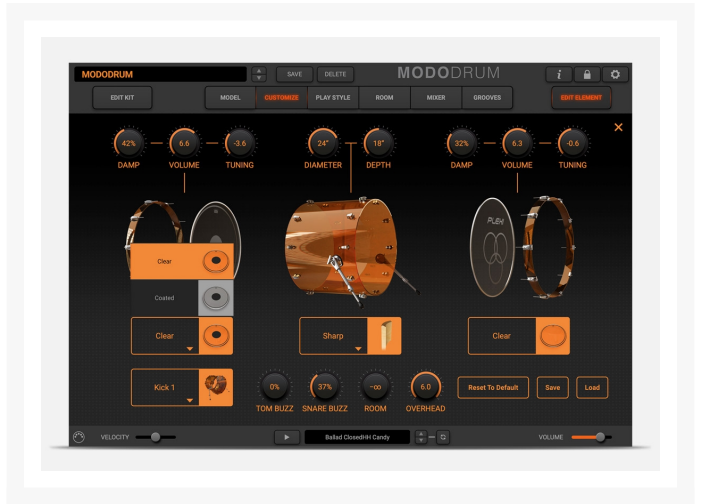 MODODRUM
SAVE
DELETE
MODODRUM
i
EDIT KIT
MODEL
CUSTOMIZE
PLAY STYLE
ROOM
MIXER
GROOVES
EDIT ELEMENT
42%
6.6
-3.6
24"
18"
32%
6.3
-0.6
DAMP
VOLUME
TUNING
DIAMETER
DEPTH
DAMP
VOLUME
TUNING
PLEH
Clear
Coated
Clear
Sharp
Clear
Kick 1
0%
37%
-∞
6.0
Reset To Default
Save
Load
TOM BUZZ
SNARE BUZZ
ROOM
OVERHEAD
VELOCITY
Ballad ClosedHH Candy
VOLUME